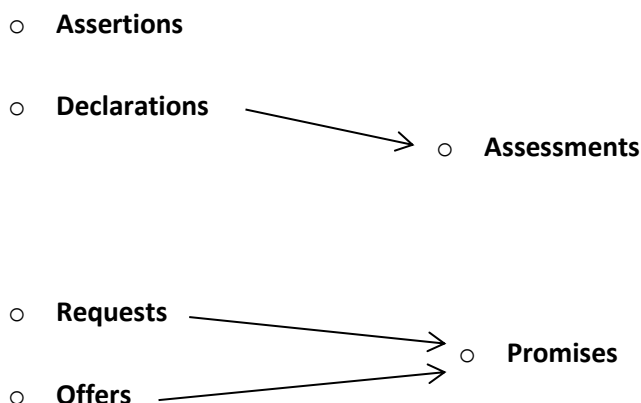 ○ Assertions
○ Declarations
○ Assessments
○ Requests
○ Promises
○ Offers